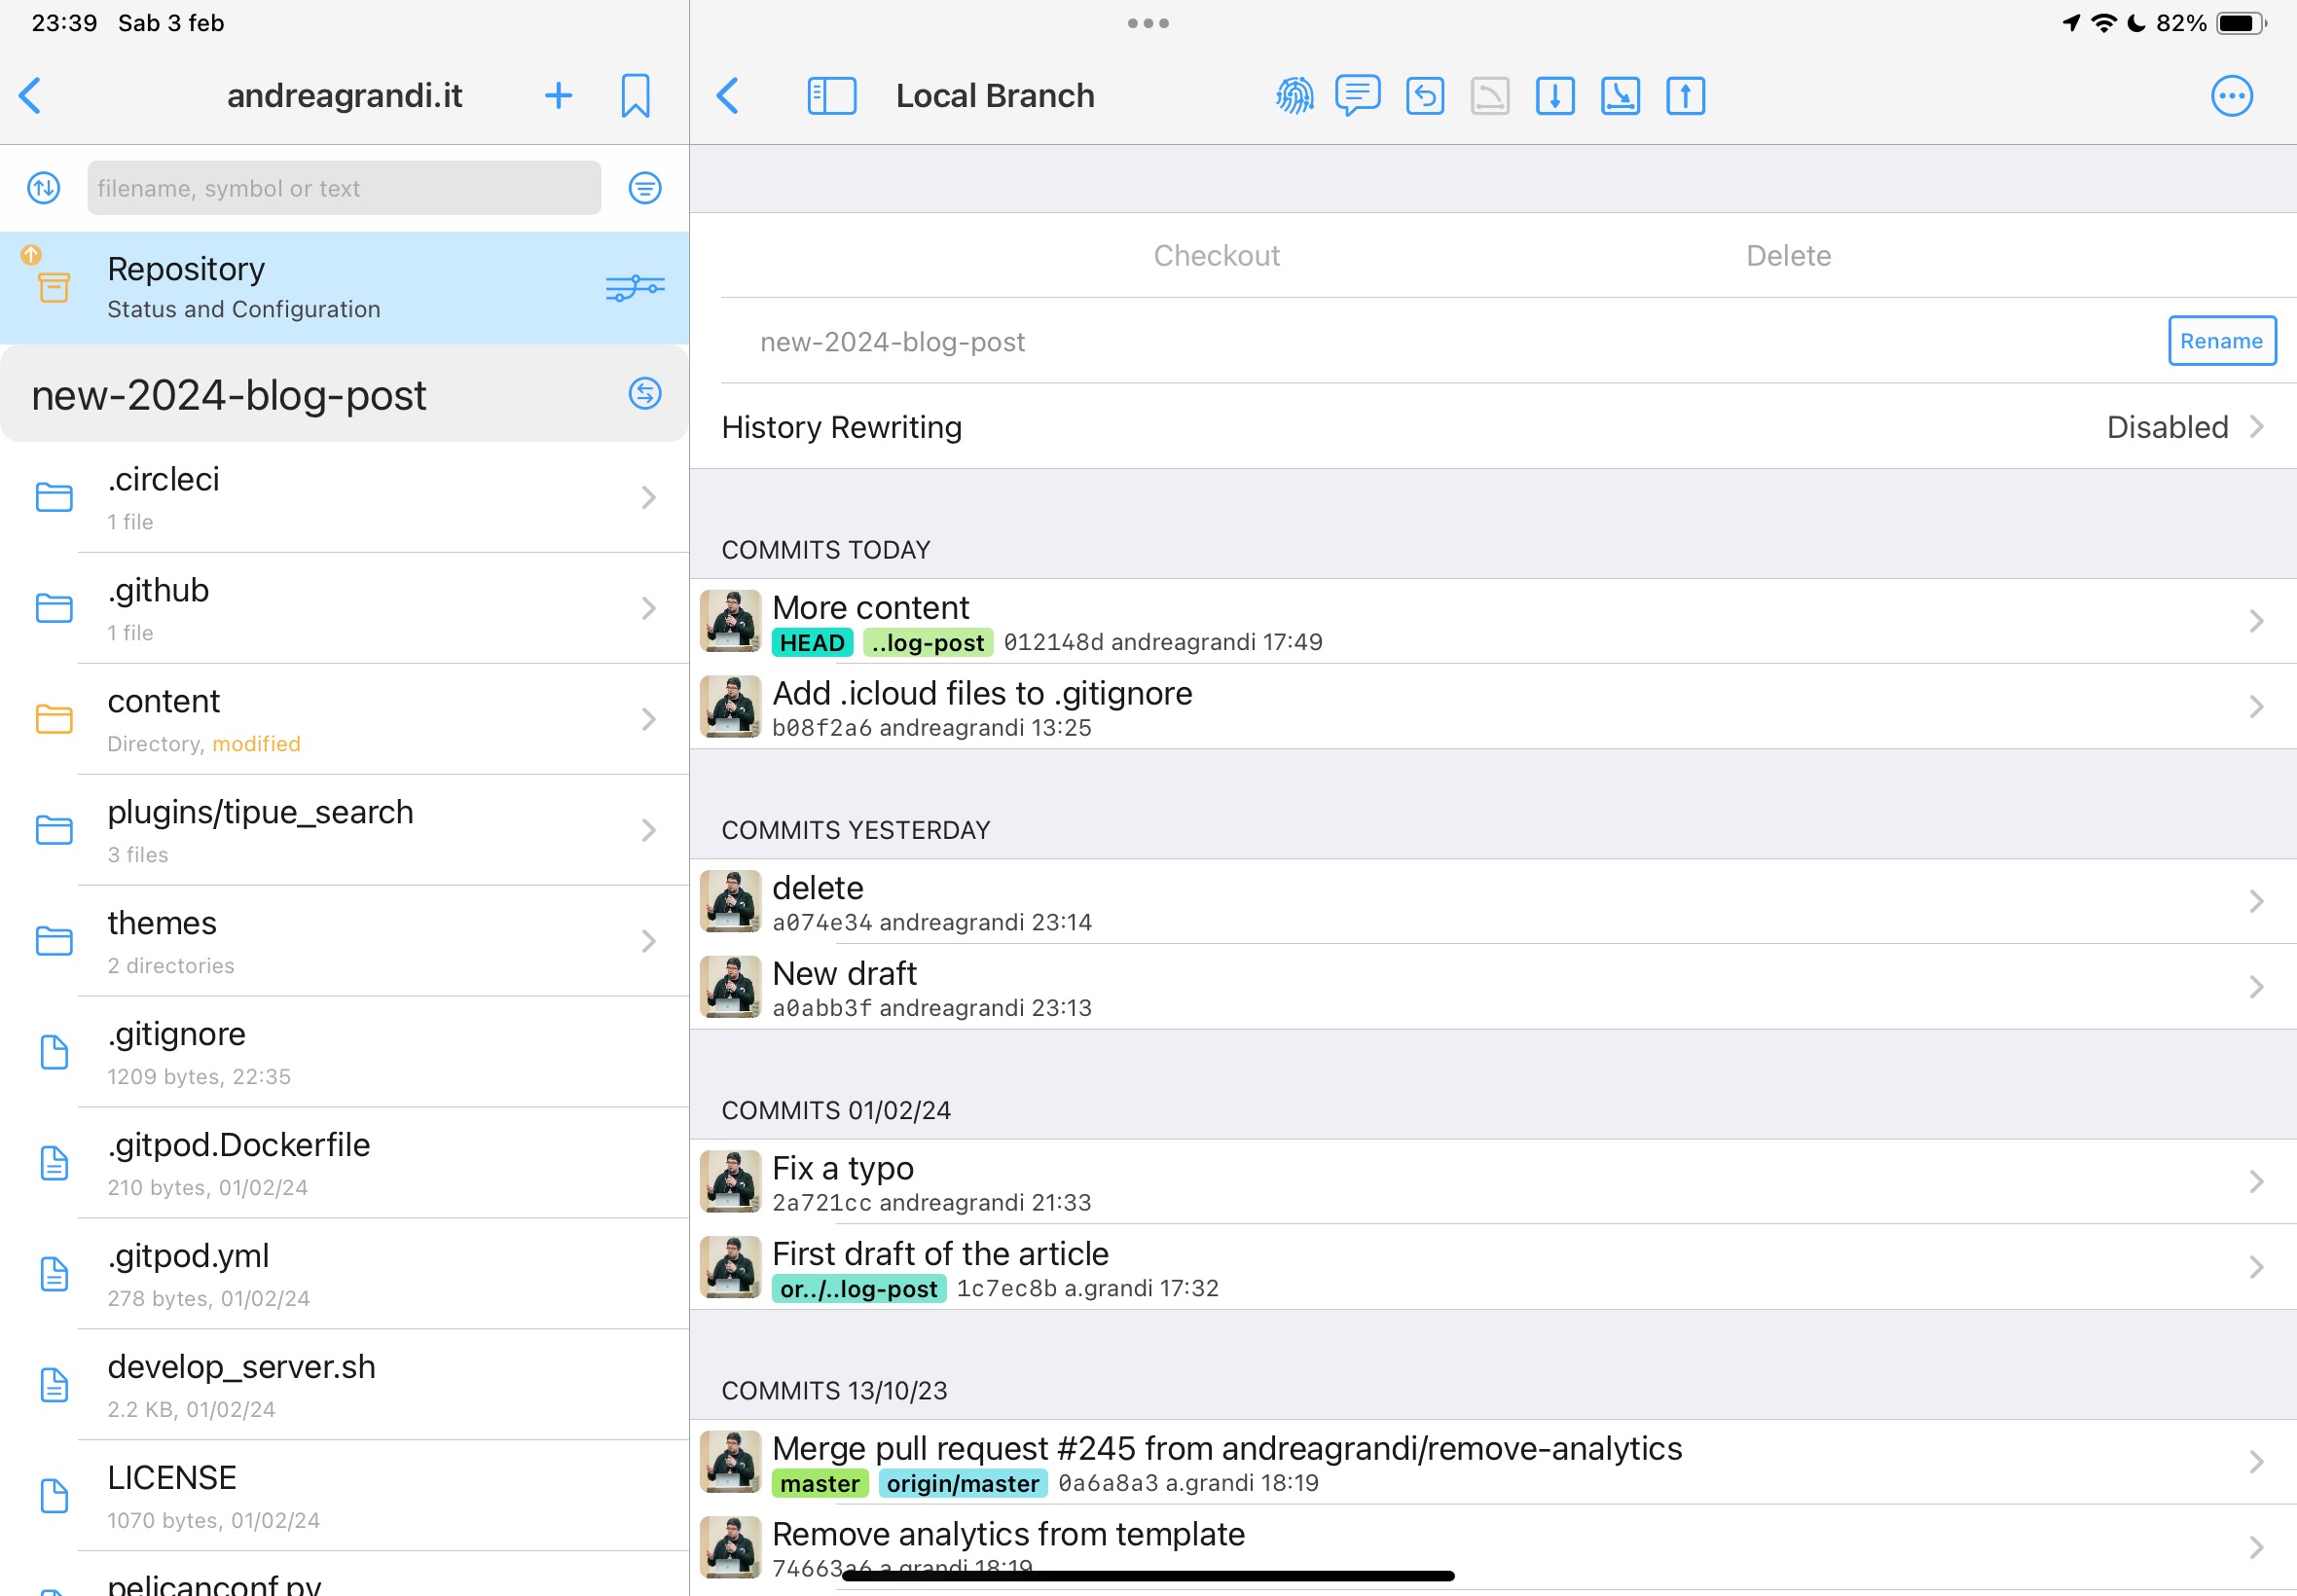 23:39 Sab 3 feb
82%
andreagrandi.it
filename, symbol or text
Repository
Status and Configuration
new-2024-blog-post
.circleci
1 file
.github
1 file
content
Directory, modified
plugins/tipue_search
3 files
themes
2 directories
.gitignore
1209 bytes, 22:35
.gitpod.Dockerfile
210 bytes, 01/02/24
.gitpod.yml
278 bytes, 01/02/24
develop_server.sh
2.2 KB, 01/02/24
LICENSE
1070 bytes, 01/02/24
pelicanconf.py
Local Branch
Checkout Delete
new-2024-blog-post Rename
History Rewriting Disabled
COMMITS TODAY
More content
HEAD ..log-post 012148d andreagrandi 17:49
Add .icloud files to .gitignore
b08f2a6 andreagrandi 13:25
COMMITS YESTERDAY
delete
a074e34 andreagrandi 23:14
New draft
a0abb3f andreagrandi 23:13
COMMITS 01/02/24
Fix a typo
2a721cc andreagrandi 21:33
First draft of the article
or../..log-post 1c7ec8b a.grandi 17:32
COMMITS 13/10/23
Merge pull request #245 from andreagrandi/remove-analytics
master origin/master 0a6a8a3 a.grandi 18:19
Remove analytics from template
74663a6 a.grandi 18:19